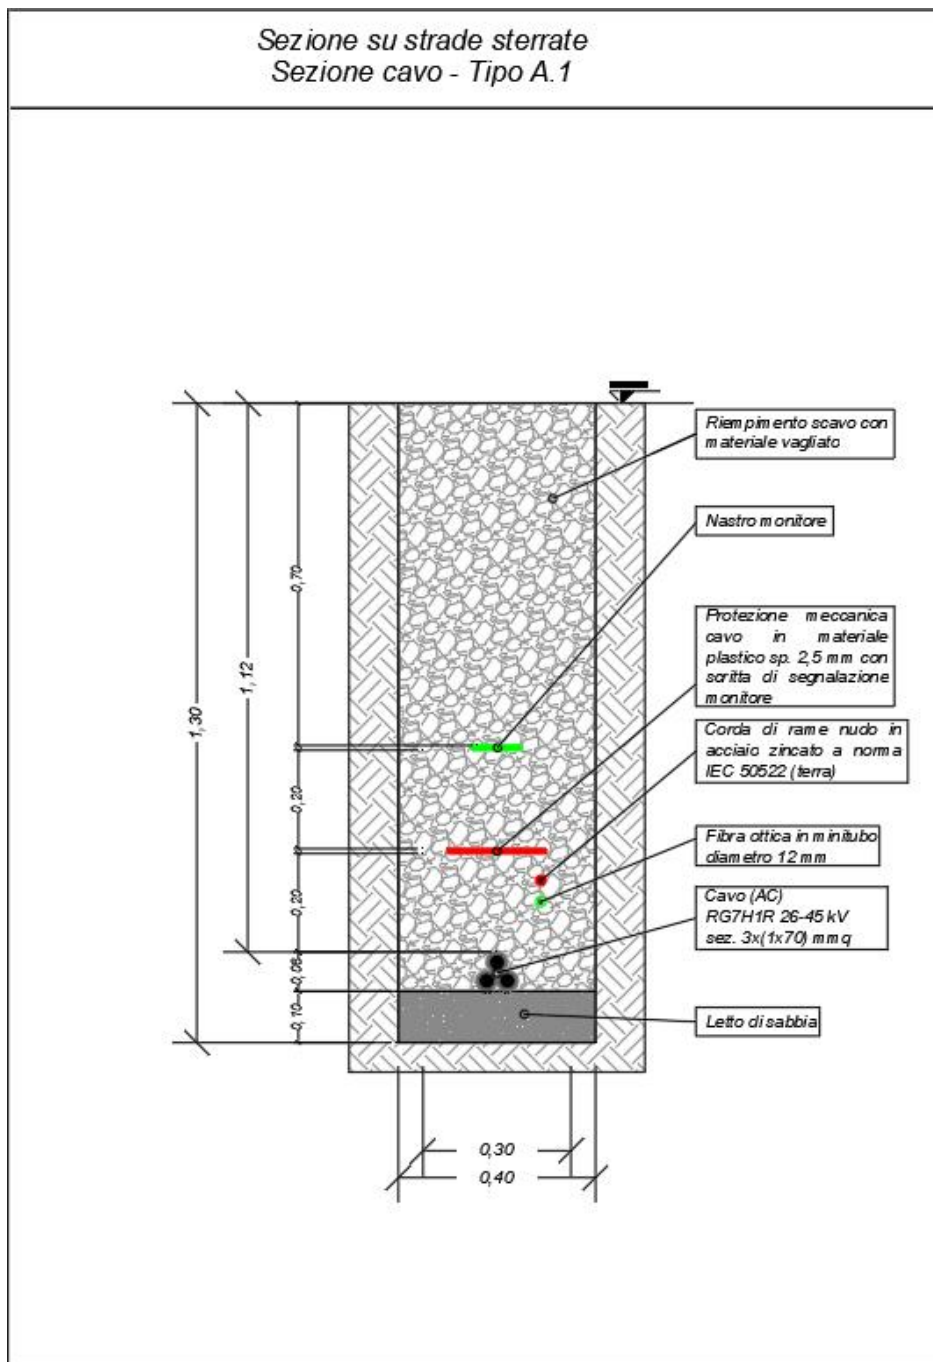 Sezione su strade sterrate
Sezione cavo - Tipo A.1
Riempimento scavo con
materiale vagliato
Nastro monitore
Protezione meccanica
cavo in materiale
plastico sp. 2,5 mm con
scritta di segnalazione
monitore
Corda di rame nudo in
acciaio zincato a norma
IEC 50522 (terra)
Fibra ottica in minitubo
diametro 12 mm
Cavo (AC)
RG7H1R 26-45 kV
sez. 3x(1x70) mmq
Letto di sabbia
1,30
1,12
0,70
0,20
0,20
0,08
0,10
0,30
0,40